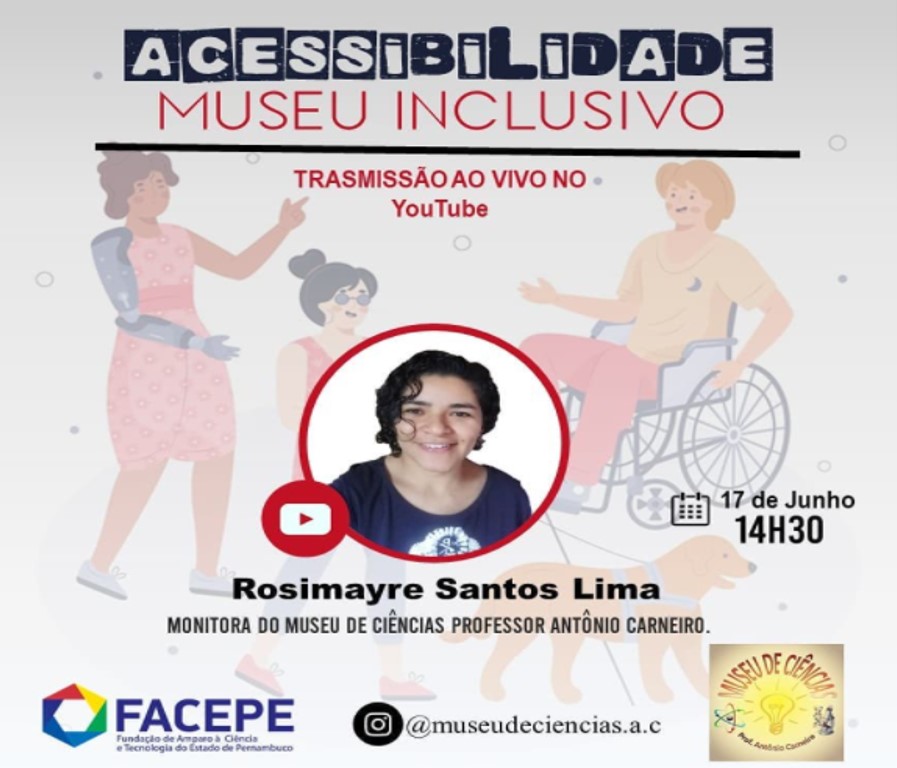 ACESSIBILIDADE
MUSEU INCLUSIVO
TRASMISSÃO AO VIVO NO
YouTube
17 de Junho
14H30
Rosimayre Santos Lima
MONITORA DO MUSEU DE CIÊNCIAS PROFESSOR ANTÔNIO CARNEIRO.
FACEPE
Fundação de Amparo à Ciência
e Tecnologia do Estado de Pernambuco
@museudeciencias.a.c
MUSEU DE CIÊNCIAS
Prof. Antônio Carneiro